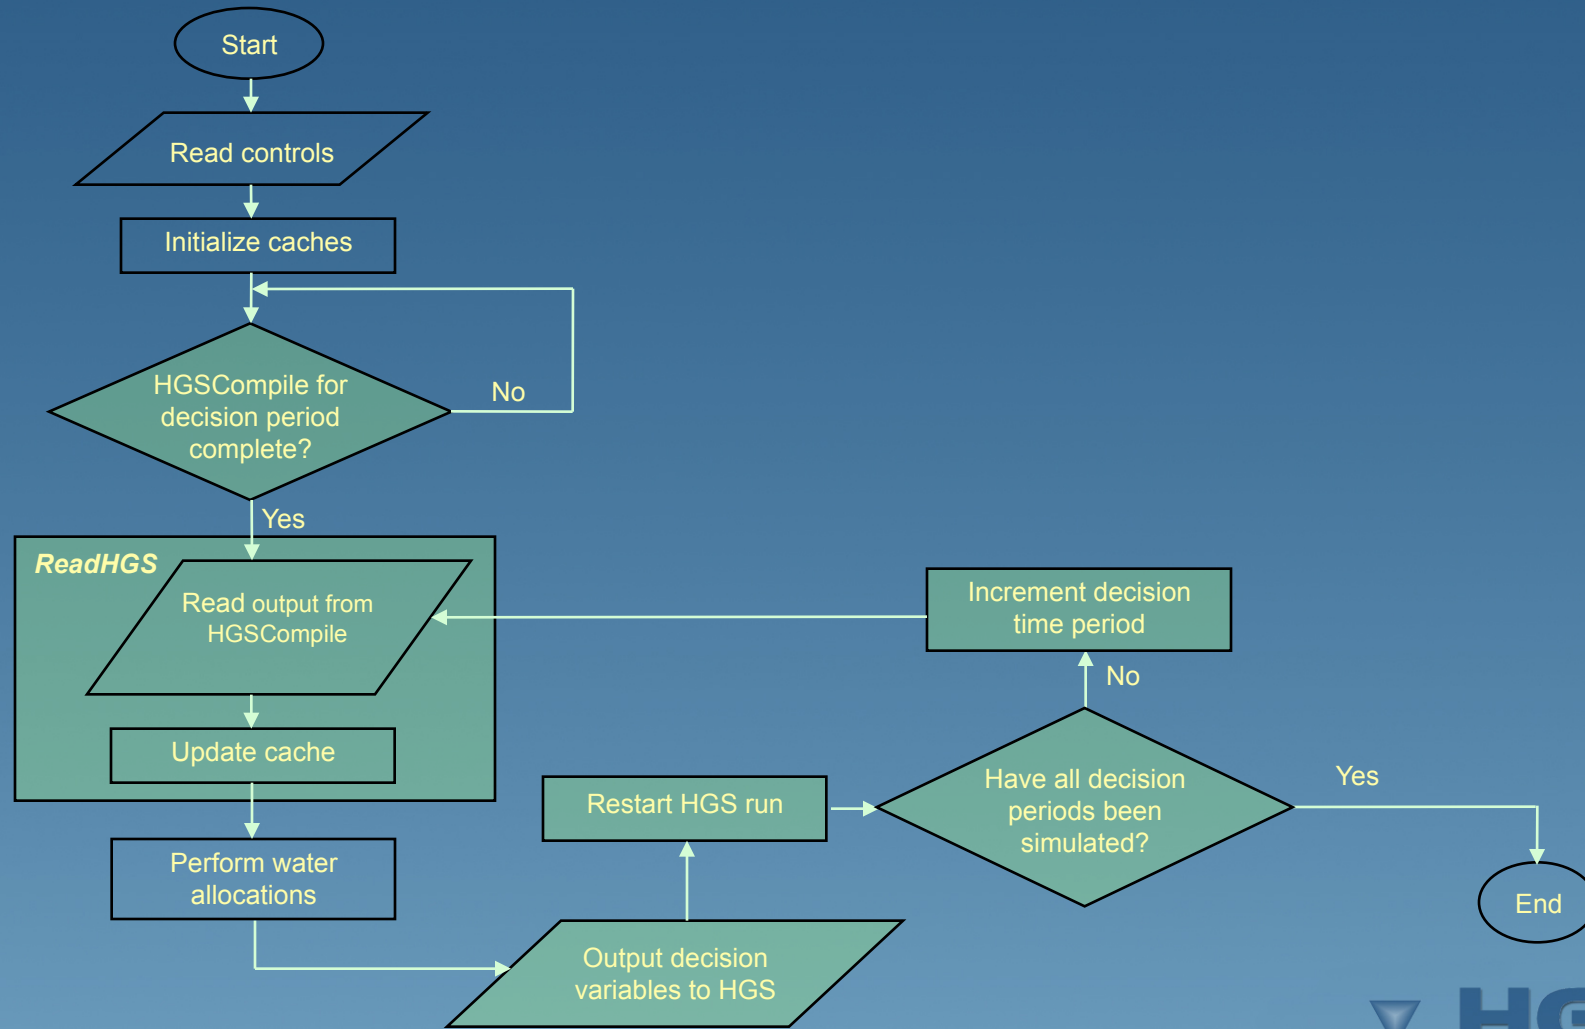 Start
Read controls
Initialize caches
HGSCompile for
decision period
complete?
No
Yes
ReadHGS
Read output from
HGSCompile
Update cache
Perform water
allocations
Output decision
variables to HGS
Restart HGS run
Have all decision
periods been
simulated?
No
Increment decision
time period
Yes
End